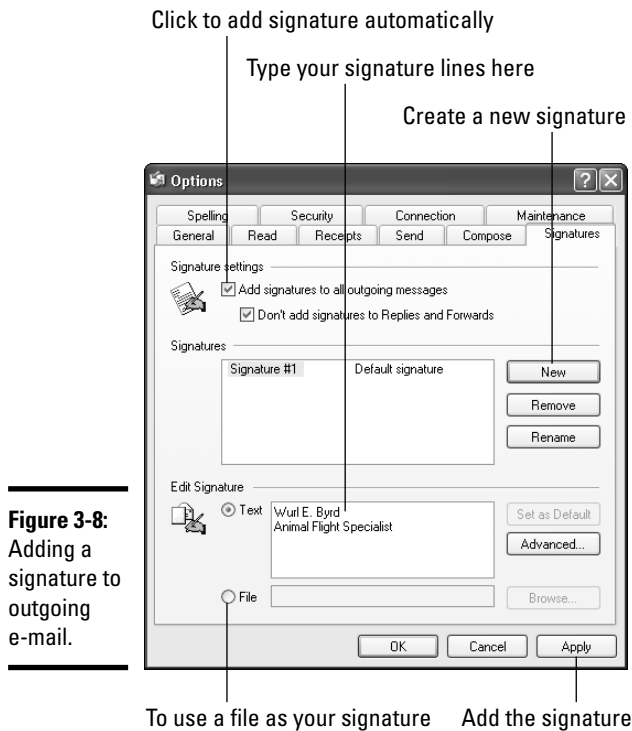 Click to add signature automatically
Type your signature lines here
Create a new signature
Options
Spelling Security Connection Maintenance
General Read Receipts Send Compose Signatures
Signature settings
Add signatures to all outgoing messages
Don't add signatures to Replies and Forwards
Signatures
Signature #1 Default signature
New
Remove
Rename
Edit Signature
Text
Wurl E. Byrd
Animal Flight Specialist
Set as Default
Advanced...
File
Browse...
OK Cancel Apply
Figure 3-8:
Adding a
signature to
outgoing
e-mail.
To use a file as your signature Add the signature